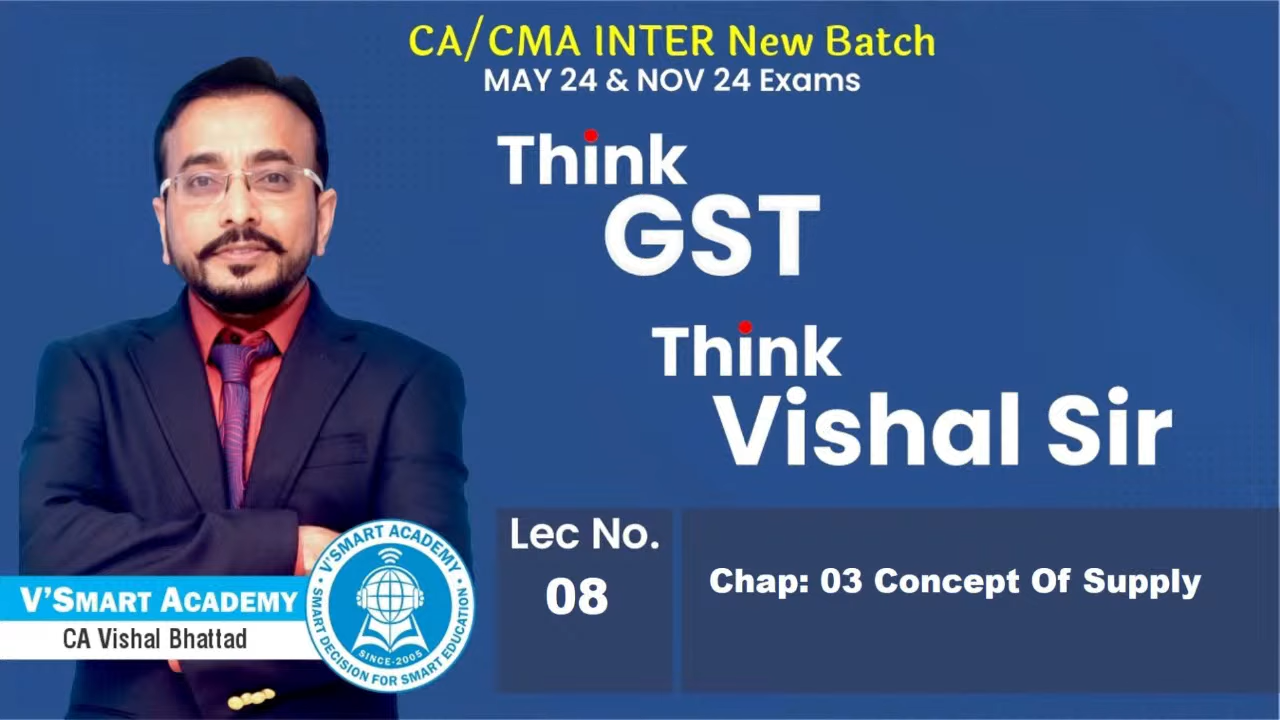 CA/CMA INTER New Batch
MAY 24 & NOV 24 Exams
Think
GST
Think
Vishal Sir
Lec No.
08
Chap: 03 Concept Of Supply
V'SMART ACADEMY
CA Vishal Bhattad
V'SMART ACADEMY
SMART DECISION FOR SMART EDUCATION
SINCE-2005